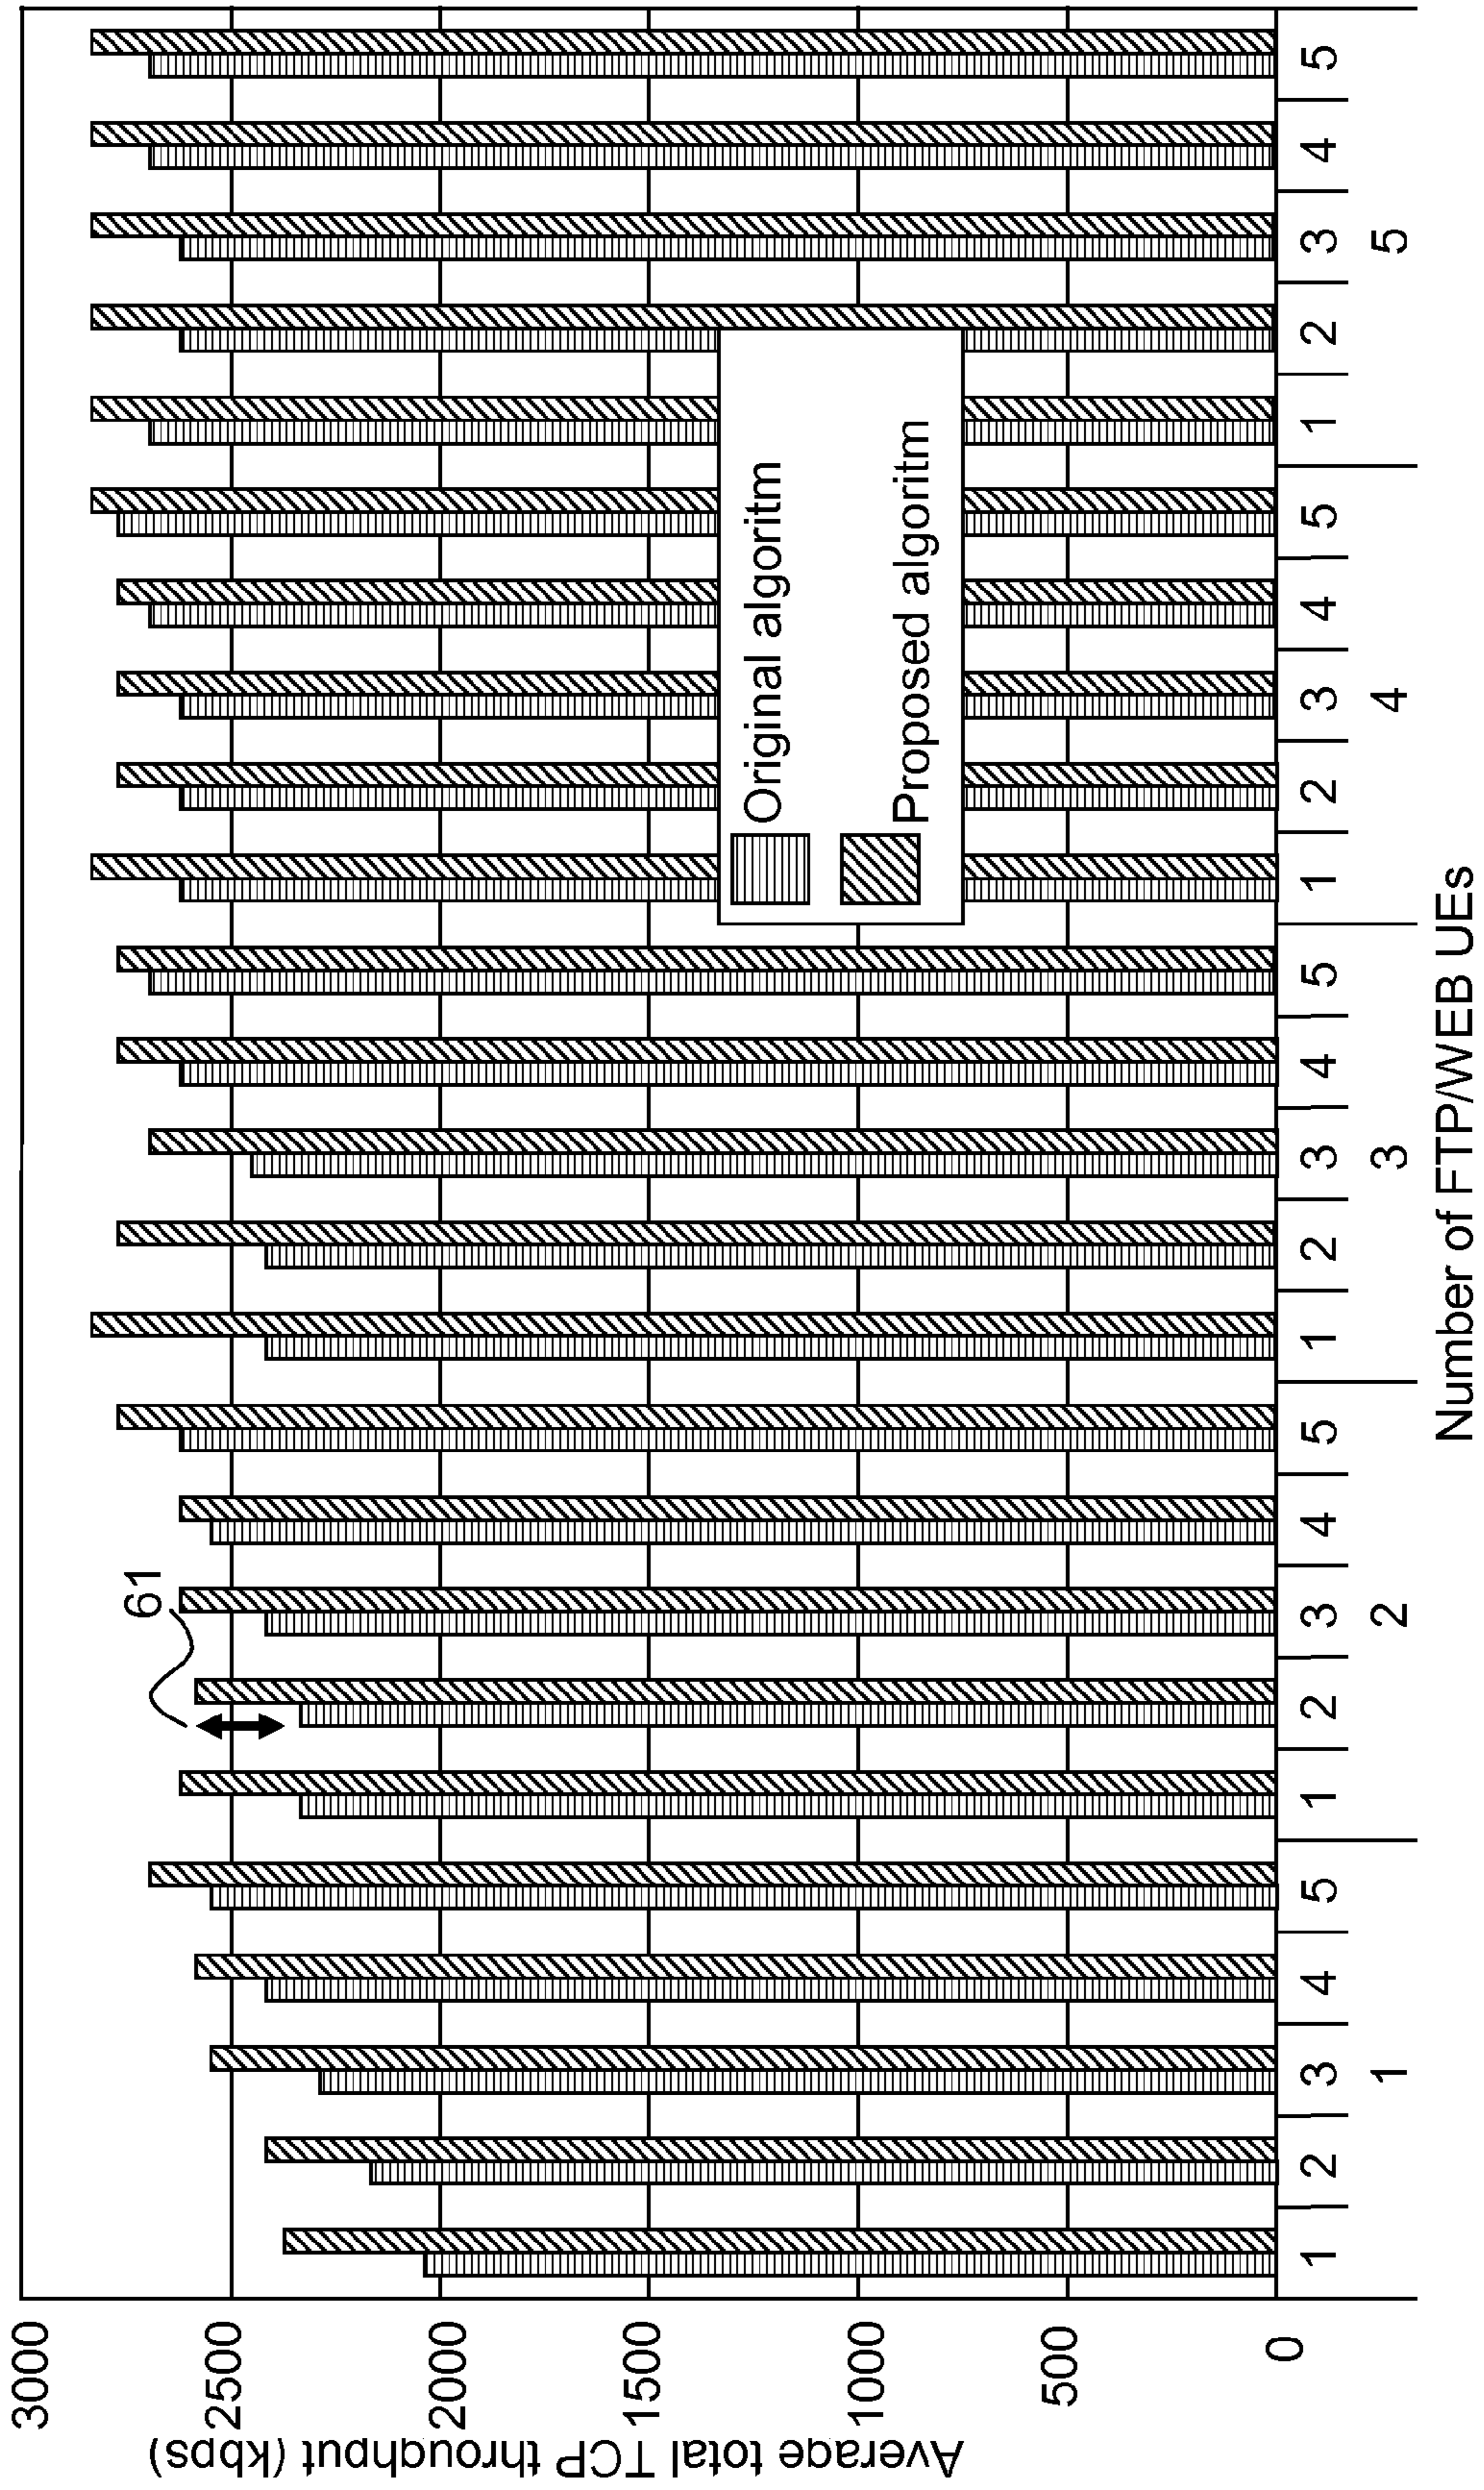 Average total TCP throughput (kbps)
3000
2500
2000
1500
1000
500
0
61
Original algoritm
Proposed algoritm
1 2 3 4 5 1 2 3 4 5 1 2 3 4 5 1 2 3 4 5 1 2 3 4 5
1 2 3 4 5
Number of FTP/WEB UEs